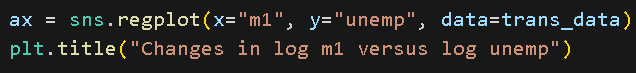 ax = sns.regplot(x="m1", y="unemp", data=trans_data)
plt.title("Changes in log m1 versus log unemp")